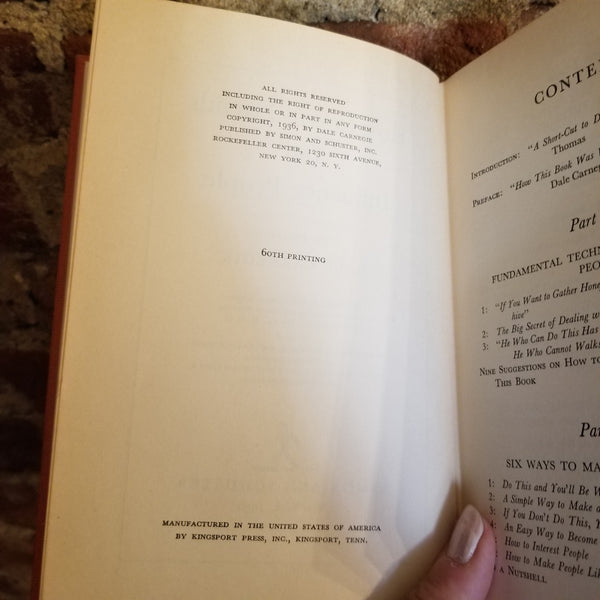 ALL RIGHTS RESERVED
INCLUDING THE RIGHT OF REPRODUCTION
IN WHOLE OR IN PART IN ANY FORM
COPYRIGHT, 1936, BY DALE CARNEGIE
PUBLISHED BY SIMON AND SCHUSTER, INC.
ROCKEFELLER CENTER, 1230 SIXTH AVENUE,
NEW YORK 20, N. Y.
60TH PRINTING
MANUFACTURED IN THE UNITED STATES OF AMERICA
BY KINGSPORT PRESS, INC., KINGSPORT, TENN.
CONTE
INTRODUCTION: "A Short-Cut to D
Thomas
PREFACE: "How This Book Was
Dale Carneg
Part
FUNDAMENTAL TECHN
PEO
1: "If You Want to Gather Hone
hive"
2: The Big Secret of Dealing w
3: "He Who Can Do This Has
He Who Cannot Walks
NINE SUGGESTIONS ON HOW TO
THIS BOOK
Pa
SIX WAYS TO MA
1: Do This and You'll Be W
2: A Simple Way to Make a
3: If You Don't Do This, Y
4: An Easy Way to Become
How to Interest People
How to Make People Lik
A NUTSHELL